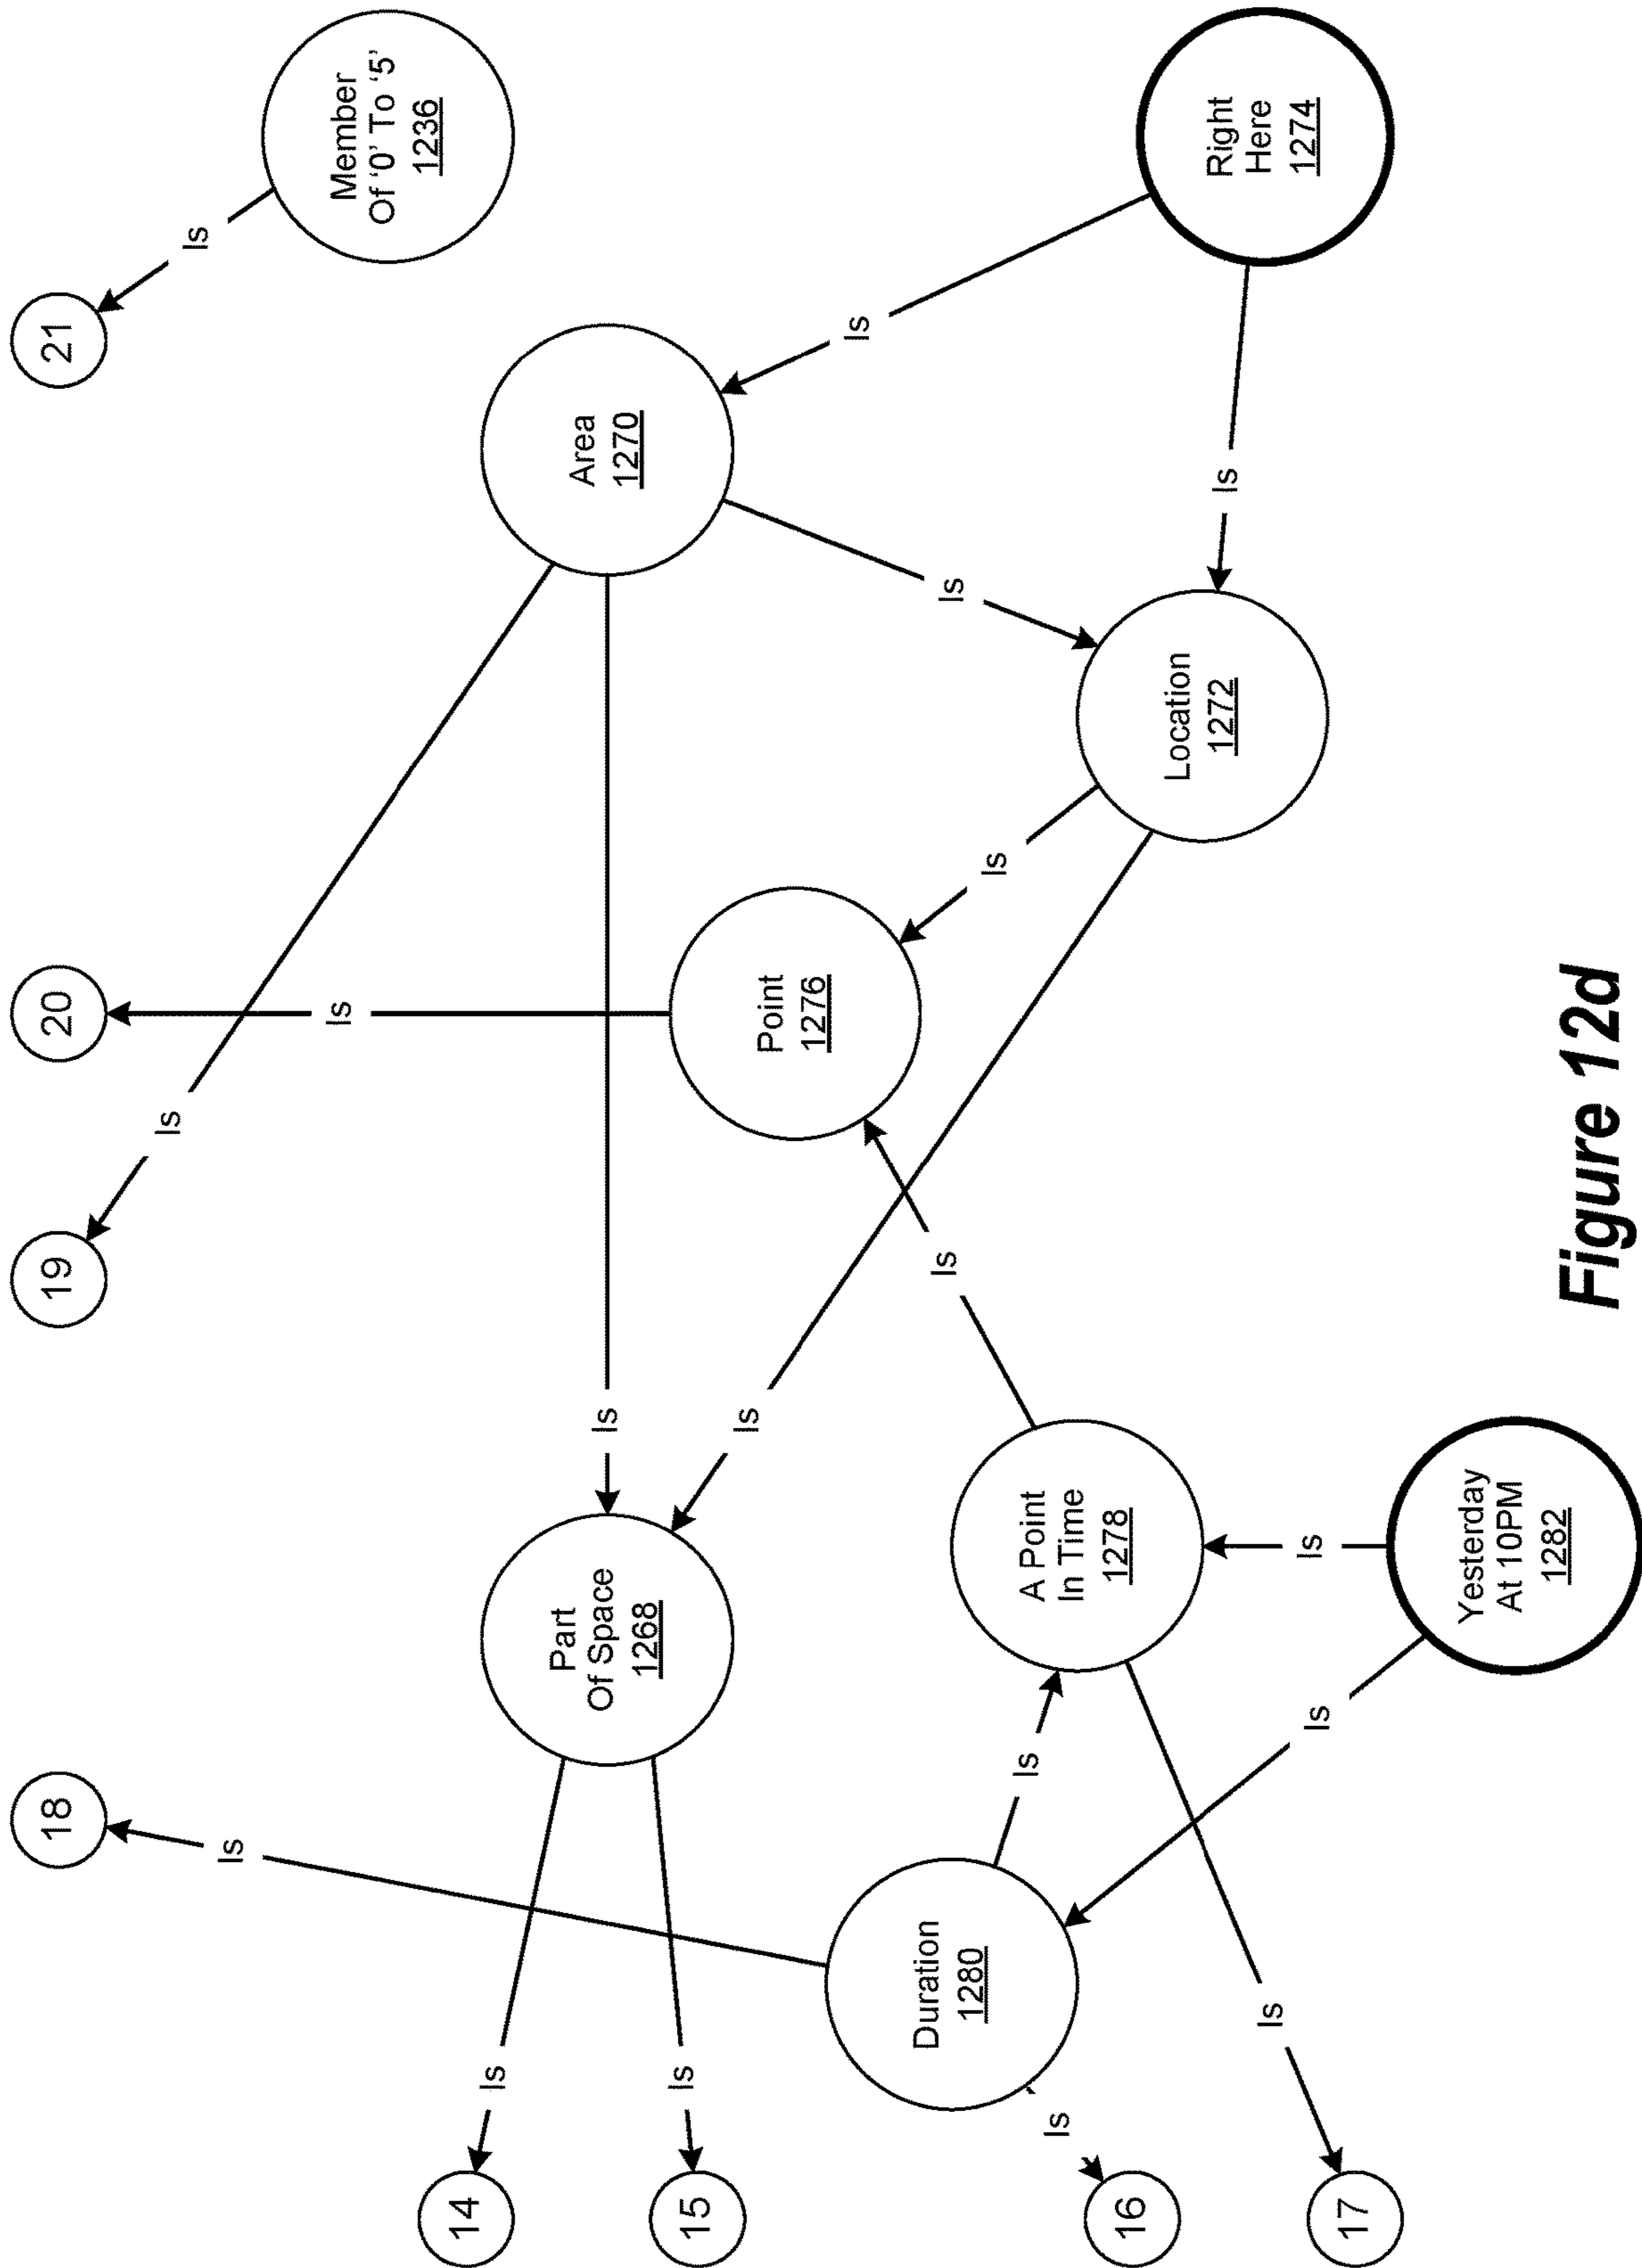 18
19
20
21
Is
Is
Is
Is
Member
Of ‘0’ To ‘5’
1236
14
Is
Part
Of Space
1268
Is
Area
1270
15
Is
Is
Point
1276
Is
Duration
1280
Is
Is
Is
Is
Is
A Point
In Time
1278
16
Location
1272
Is
Right
Here
1274
Is
Is
Is
17
Yesterday
At 10PM
1282
Figure 12d